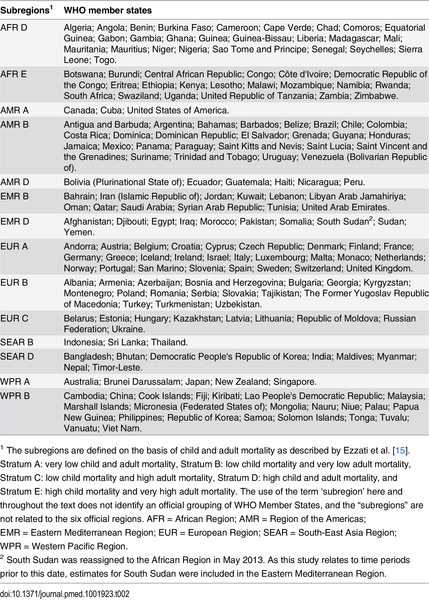 Subregions1 WHO member states
AFR D Algeria; Angola; Benin; Burkina Faso; Cameroon; Cape Verde; Chad; Comoros; Equatorial
Guinea; Gabon; Gambia; Ghana; Guinea; Guinea-Bissau; Liberia; Madagascar; Mali;
Mauritania; Mauritius; Niger; Nigeria; Sao Tome and Principe; Senegal; Seychelles; Sierra
Leone; Togo.
AFR E Botswana; Burundi; Central African Republic; Congo; Côte d'Ivoire; Democratic Republic of
the Congo; Eritrea; Ethiopia; Kenya; Lesotho; Malawi; Mozambique; Namibia; Rwanda;
South Africa; Swaziland; Uganda; United Republic of Tanzania; Zambia; Zimbabwe.
AMR A Canada; Cuba; United States of America.
AMR B Antigua and Barbuda; Argentina; Bahamas; Barbados; Belize; Brazil; Chile; Colombia;
Costa Rica; Dominica; Dominican Republic; El Salvador; Grenada; Guyana; Honduras;
Jamaica; Mexico; Panama; Paraguay; Saint Kitts and Nevis; Saint Lucia; Saint Vincent and
the Grenadines; Suriname; Trinidad and Tobago; Uruguay; Venezuela (Bolivarian Republic
of).
AMR D Bolivia (Plurinational State of); Ecuador; Guatemala; Haiti; Nicaragua; Peru.
EMR B Bahrain; Iran (Islamic Republic of); Jordan; Kuwait; Lebanon; Libyan Arab Jamahiriya;
Oman; Qatar; Saudi Arabia; Syrian Arab Republic; Tunisia; United Arab Emirates.
EMR D Afghanistan; Djibouti; Egypt; Iraq; Morocco; Pakistan; Somalia; South Sudan2; Sudan;
Yemen.
EUR A Andorra; Austria; Belgium; Croatia; Cyprus; Czech Republic; Denmark; Finland; France;
Germany; Greece; Iceland; Ireland; Israel; Italy; Luxembourg; Malta; Monaco; Netherlands;
Norway; Portugal; San Marino; Slovenia; Spain; Sweden; Switzerland; United Kingdom.
EUR B Albania; Armenia; Azerbaijan; Bosnia and Herzegovina; Bulgaria; Georgia; Kyrgyzstan;
Montenegro; Poland; Romania; Serbia; Slovakia; Tajikistan; The Former Yugoslav Republic
of Macedonia; Turkey; Turkmenistan; Uzbekistan.
EUR C Belarus; Estonia; Hungary; Kazakhstan; Latvia; Lithuania; Republic of Moldova; Russian
Federation; Ukraine.
SEAR B Indonesia; Sri Lanka; Thailand.
SEAR D Bangladesh; Bhutan; Democratic People's Republic of Korea; India; Maldives; Myanmar;
Nepal; Timor-Leste.
WPR A Australia; Brunei Darussalam; Japan; New Zealand; Singapore.
WPR B Cambodia; China; Cook Islands; Fiji; Kiribati; Lao People's Democratic Republic; Malaysia;
Marshall Islands; Micronesia (Federated States of); Mongolia; Nauru; Niue; Palau; Papua
New Guinea; Philippines; Republic of Korea; Samoa; Solomon Islands; Tonga; Tuvalu;
Vanuatu; Viet Nam.
1 The subregions are defined on the basis of child and adult mortality as described by Ezzati et al. [15].
Stratum A: very low child and adult mortality, Stratum B: low child mortality and very low adult mortality,
Stratum C: low child mortality and high adult mortality, Stratum D: high child and adult mortality, and
Stratum E: high child mortality and very high adult mortality. The use of the term 'subregion' here and
throughout the text does not identify an official grouping of WHO Member States, and the “subregions” are
not related to the six official regions. AFR = African Region; AMR = Region of the Americas;
EMR = Eastern Mediterranean Region; EUR = European Region; SEAR = South-East Asia Region;
WPR = Western Pacific Region.
2 South Sudan was reassigned to the African Region in May 2013. As this study relates to time periods
prior to this date, estimates for South Sudan were included in the Eastern Mediterranean Region.
doi:10.1371/journal.pmed.1001923.t002